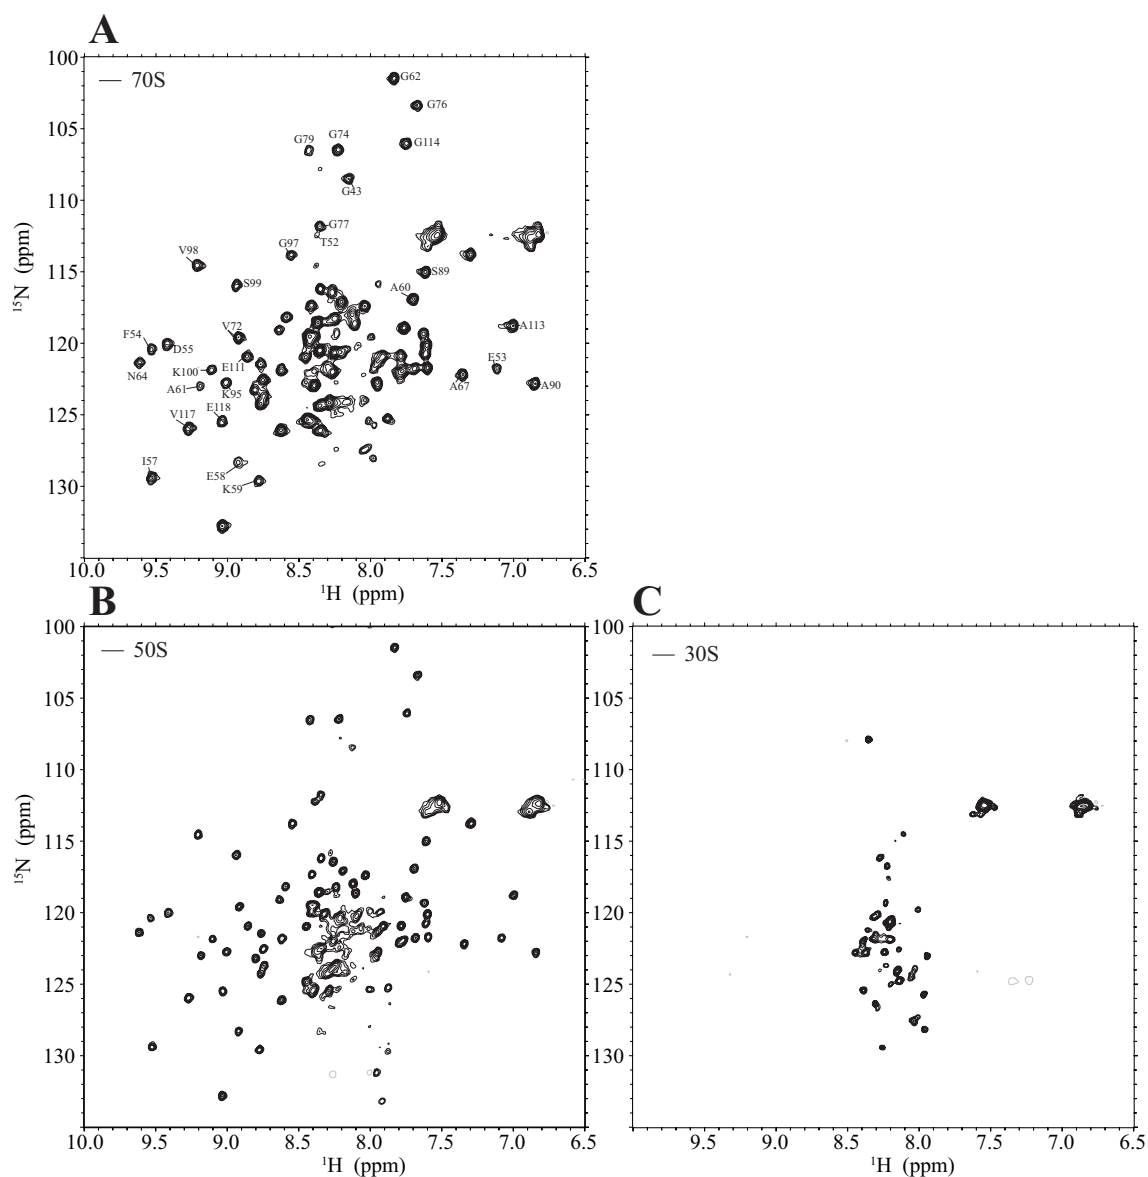 A
— 70S
100
105
110
115
120
125
130
¹⁵N (ppm)
G62
G76
G79 G74
G114
G43
G77
T52
V98
G97
S89
S99
A60
V72
A113
F54
D55
E111
E53
N64
K100
A61
K95
A67
A90
E118
V117
I57
E58
K59
10.0 9.5 9.0 8.5 8.0 7.5 7.0 6.5
¹H (ppm)
B
— 50S
100
105
110
115
120
125
130
¹⁵N (ppm)
10.0 9.5 9.0 8.5 8.0 7.5 7.0 6.5
¹H (ppm)
C
— 30S
100
105
110
115
120
125
130
9.5 9.0 8.5 8.0 7.5 7.0 6.5
¹H (ppm)